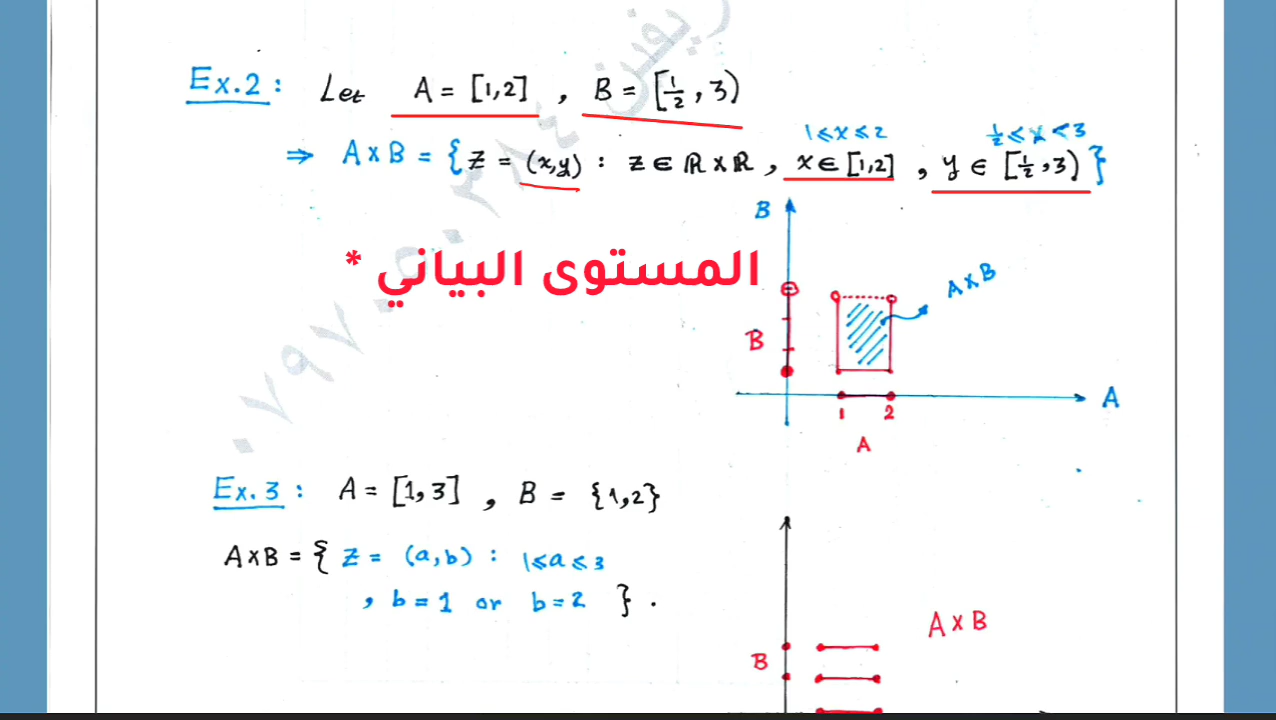 Ex.2 : Let A = [1,2] , B = [1/2 , 3)
1 ≤ x ≤ 2 1/2 ≤ x < 3
⇒ A x B = { Z = (x,y) : Z ∈ ℝ x ℝ , x ∈ [1,2] , y ∈ [1/2 , 3) }
B
المستوى البياني *
A x B
B
A
1 2
A
Ex. 3 : A = [1, 3] , B = {1,2}
A x B = { Z = (a,b) : 1 ≤ a ≤ 3
, b = 1 or b = 2 } .
A x B
B